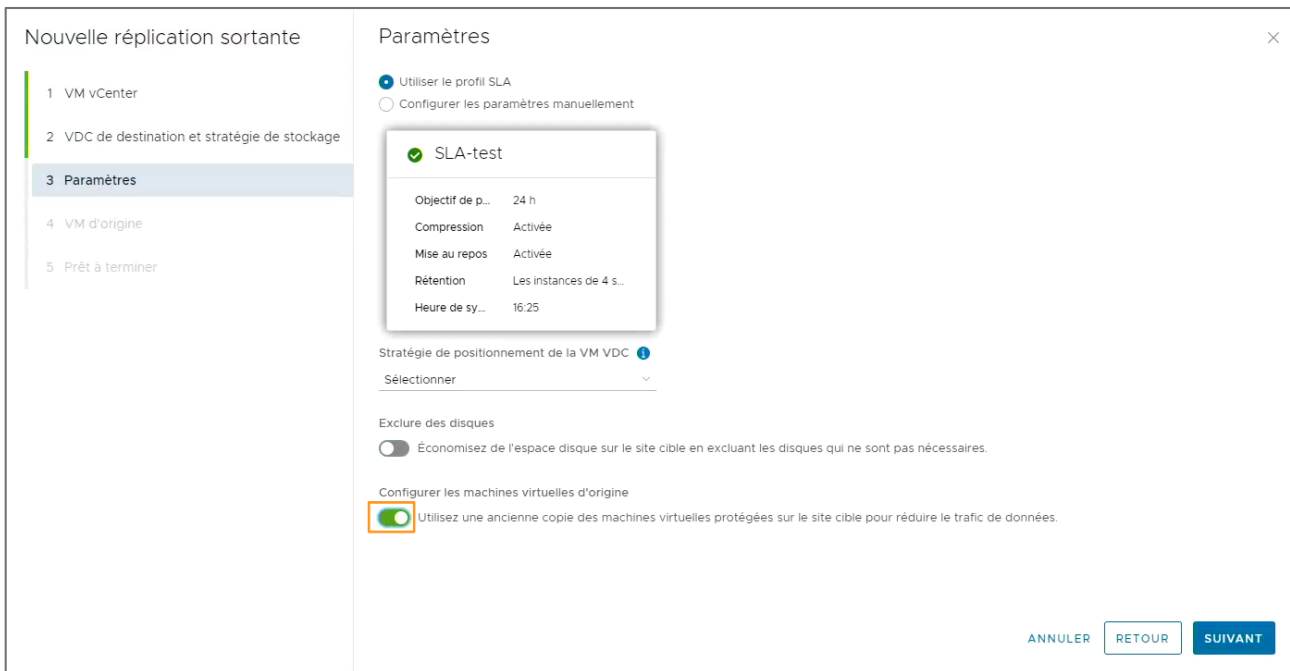 Nouvelle réplication sortante
1 VM vCenter
2 VDC de destination et stratégie de stockage
3 Paramètres
4 VM d'origine
5 Prêt à terminer
Paramètres
Utiliser le profil SLA
Configurer les paramètres manuellement
SLA-test
Objectif de p... 24 h
Compression Activée
Mise au repos Activée
Rétention Les instances de 4 s...
Heure de sy... 16:25
Stratégie de positionnement de la VM VDC
Sélectionner
Exclure des disques
Économisez de l'espace disque sur le site cible en excluant les disques qui ne sont pas nécessaires.
Configurer les machines virtuelles d'origine
Utilisez une ancienne copie des machines virtuelles protégées sur le site cible pour réduire le trafic de données.
ANNULER RETOUR SUIVANT